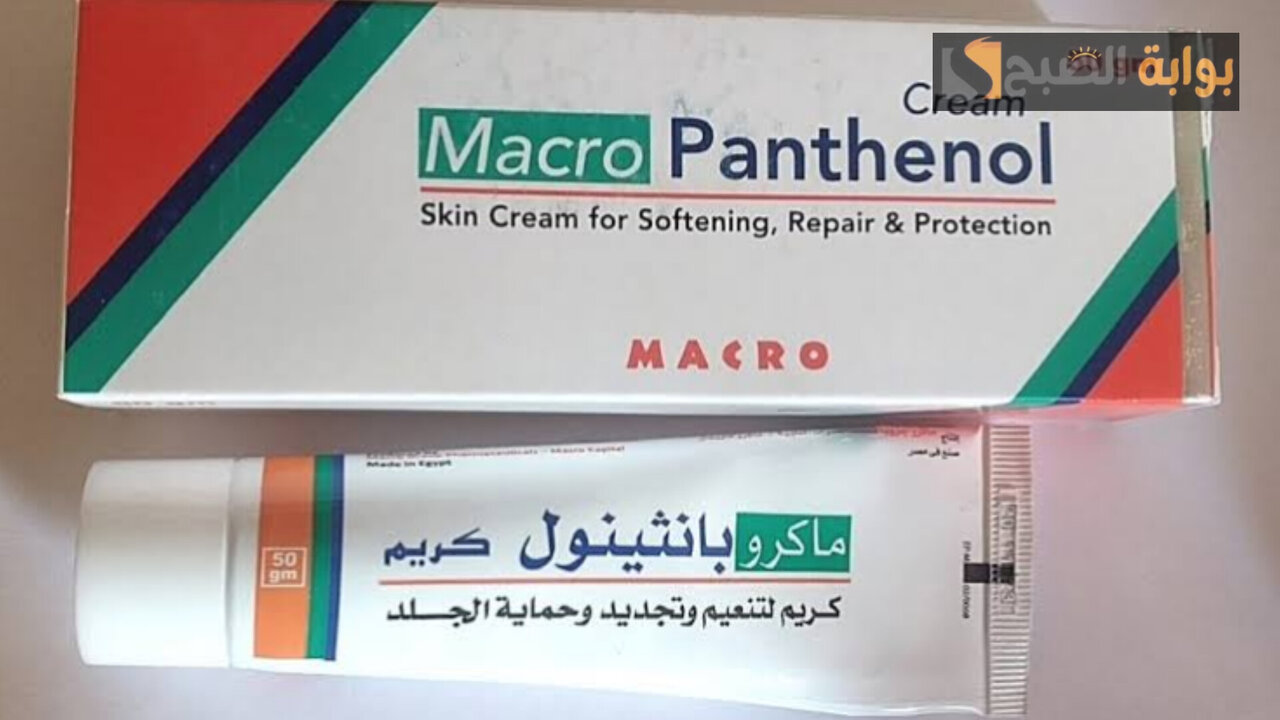 بوابة الصبح
Cream
Macro Panthenol
Skin Cream for Softening, Repair & Protection
MACRO
Made in Egypt
صنع في مصر
50
gm
ماكرو بانثينول كريم
كريم لتنعيم وتجديد وحماية الجلد